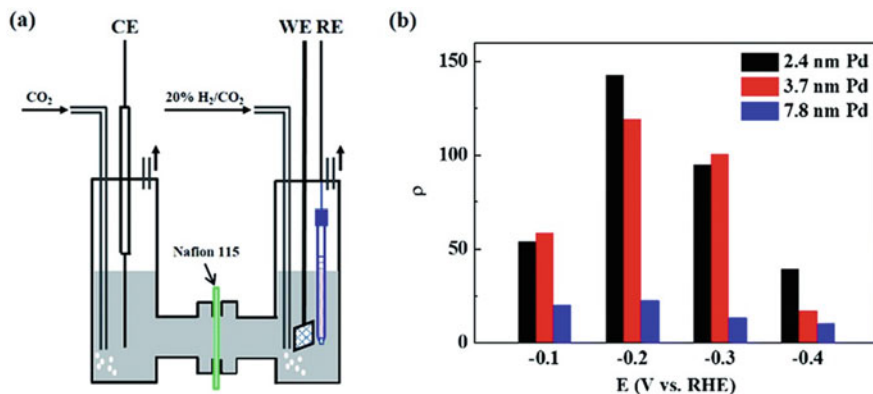 (a)
CE
WE RE
CO₂
20% H₂/CO₂
Nafion 115
(b)
2.4 nm Pd
3.7 nm Pd
7.8 nm Pd
150
100
50
0
ρ
-0.1 -0.2 -0.3 -0.4
E (V vs. RHE)